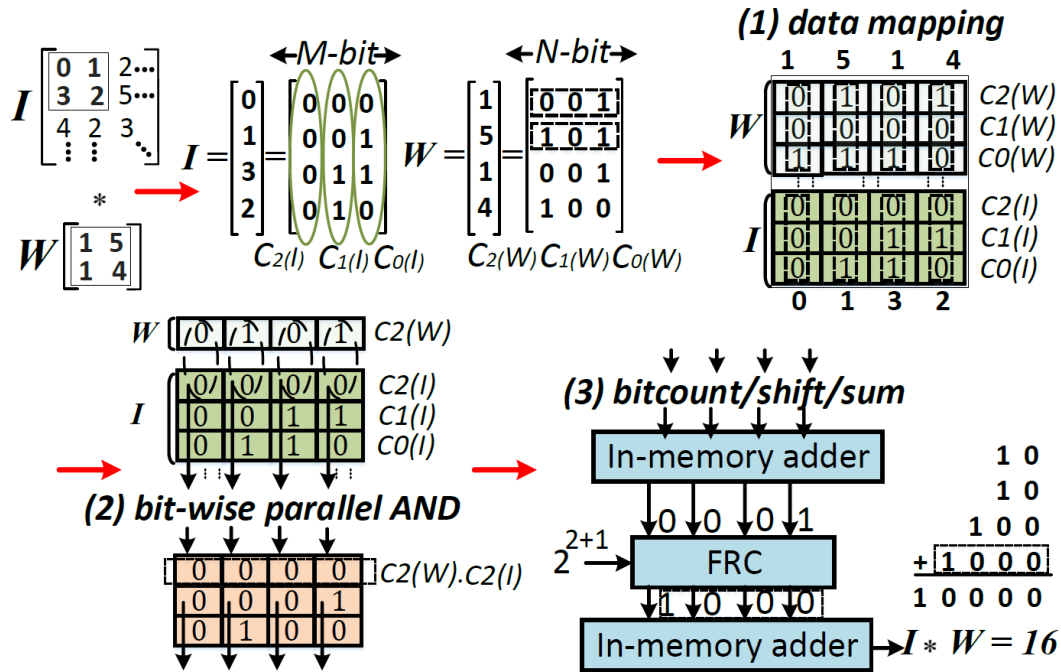 (1) data mapping
M-bit
N-bit
I
0 1 2•••
3 2 5•••
4 2 3
*
W
1 5
1 4
I =
0
1
3
2
=
0 0 0
0 0 1
0 1 1
0 1 0
C2(I) C1(I) C0(I)
W =
1
5
1
4
=
0 0 1
1 0 1
0 0 1
1 0 0
C2(W) C1(W) C0(W)
1 5 1 4
W
0 1 0 1 C2(W)
0 0 0 0 C1(W)
1 1 1 0 C0(W)
I
0 0 0 0 C2(I)
0 0 1 1 C1(I)
0 1 1 0 C0(I)
0 1 3 2
W 0 1 0 1 C2(W)
I
0 0 0 0 C2(I)
0 0 1 1 C1(I)
0 1 1 0 C0(I)
(2) bit-wise parallel AND
0 0 0 0 C2(W).C2(I)
0 0 0 1
0 1 0 0
(3) bitcount/shift/sum
In-memory adder
0 0 0 1
2^2+1
FRC
1 0 0 0
In-memory adder
1 0
1 0
1 0 0
+ 1 0 0 0
1 0 0 0 0
I * W = 16